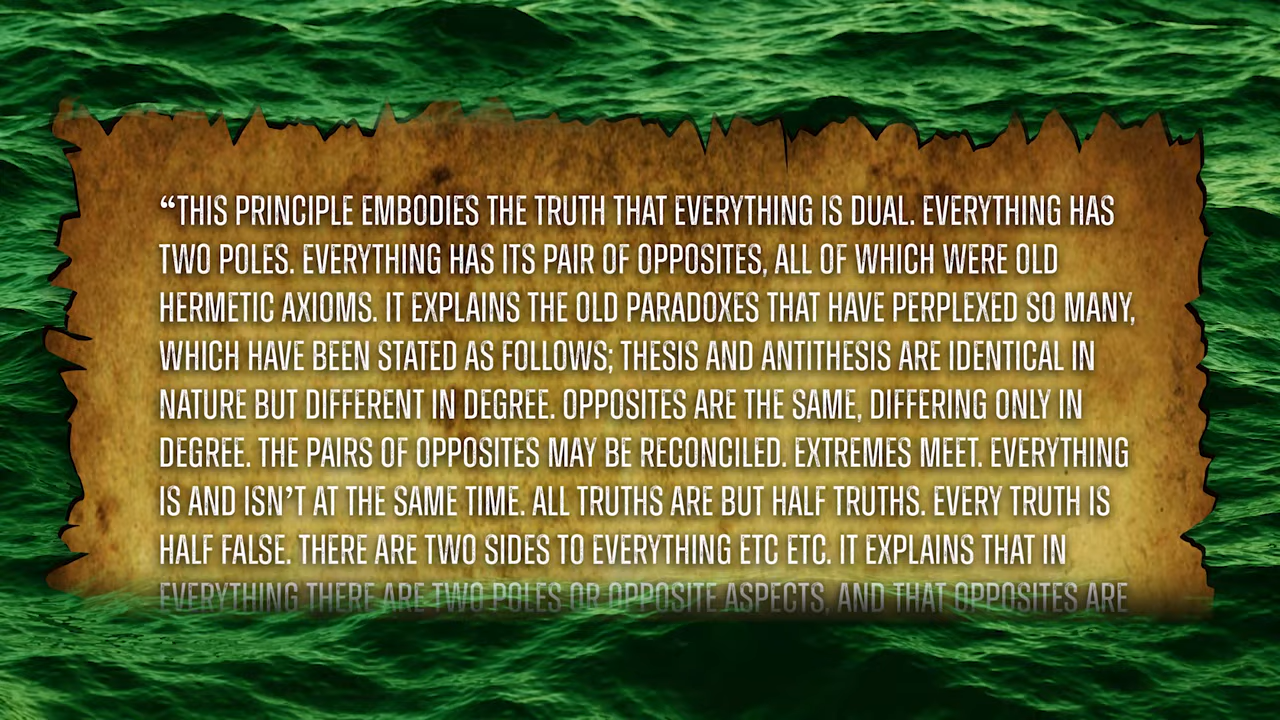 “THIS PRINCIPLE EMBODIES THE TRUTH THAT EVERYTHING IS DUAL. EVERYTHING HAS
TWO POLES. EVERYTHING HAS ITS PAIR OF OPPOSITES, ALL OF WHICH WERE OLD
HERMETIC AXIOMS. IT EXPLAINS THE OLD PARADOXES THAT HAVE PERPLEXED SO MANY,
WHICH HAVE BEEN STATED AS FOLLOWS; THESIS AND ANTITHESIS ARE IDENTICAL IN
NATURE BUT DIFFERENT IN DEGREE. OPPOSITES ARE THE SAME, DIFFERING ONLY IN
DEGREE. THE PAIRS OF OPPOSITES MAY BE RECONCILED. EXTREMES MEET. EVERYTHING
IS AND ISN’T AT THE SAME TIME. ALL TRUTHS ARE BUT HALF TRUTHS. EVERY TRUTH IS
HALF FALSE. THERE ARE TWO SIDES TO EVERYTHING ETC ETC. IT EXPLAINS THAT IN
EVERYTHING THERE ARE TWO POLES OR OPPOSITE ASPECTS, AND THAT OPPOSITES ARE